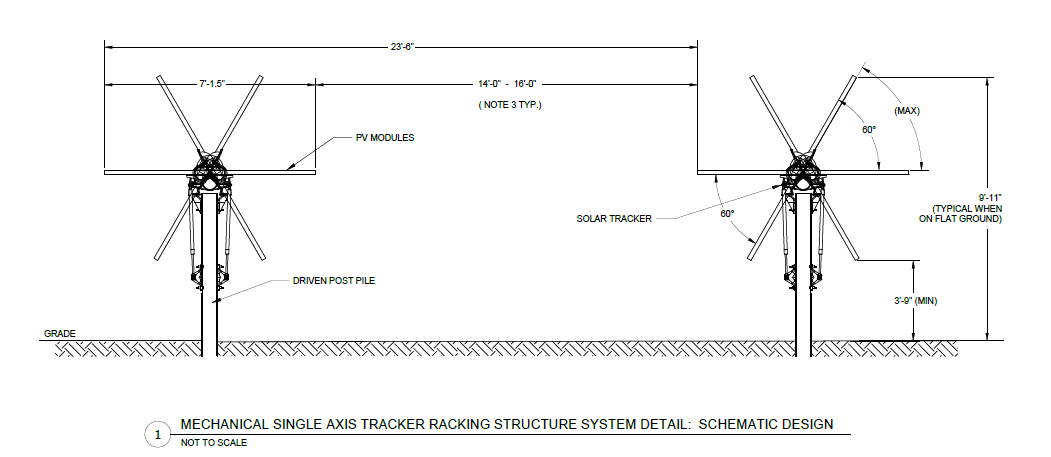 23'-6"
7'-1.5"
14'-0" - 16'-0"
( NOTE 3 TYP.)
(MAX)
60°
PV MODULES
9'-11"
(TYPICAL WHEN
ON FLAT GROUND)
SOLAR TRACKER
60°
DRIVEN POST PILE
3'-9" (MIN)
GRADE
1
MECHANICAL SINGLE AXIS TRACKER RACKING STRUCTURE SYSTEM DETAIL: SCHEMATIC DESIGN
NOT TO SCALE